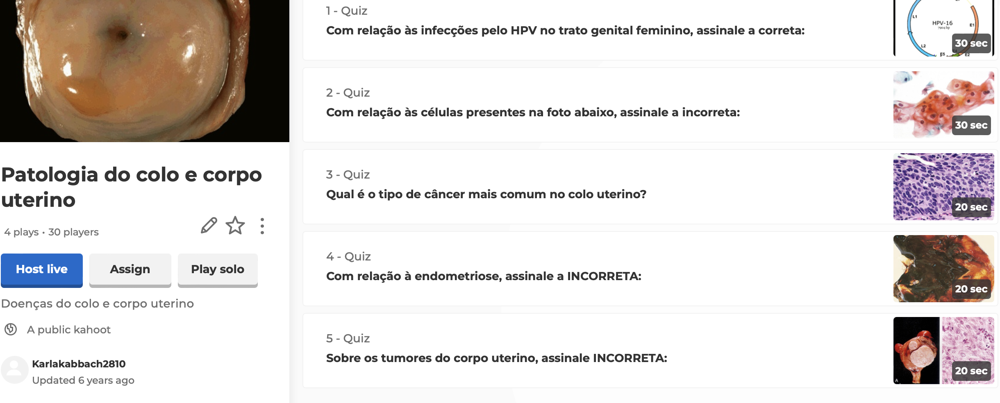 Patologia do colo e corpo
uterino
4 plays • 30 players
Host live
Assign
Play solo
Doenças do colo e corpo uterino
A public kahoot
Karlakabbach2810
Updated 6 years ago
1 - Quiz
Com relação às infecções pelo HPV no trato genital feminino, assinale a correta:
L1
HPV-16
7904 bp
E1
L2
E5
E2
30 sec
2 - Quiz
Com relação às células presentes na foto abaixo, assinale a incorreta:
30 sec
3 - Quiz
Qual é o tipo de câncer mais comum no colo uterino?
20 sec
4 - Quiz
Com relação à endometriose, assinale a INCORRETA:
20 sec
5 - Quiz
Sobre os tumores do corpo uterino, assinale INCORRETA:
A
B
20 sec